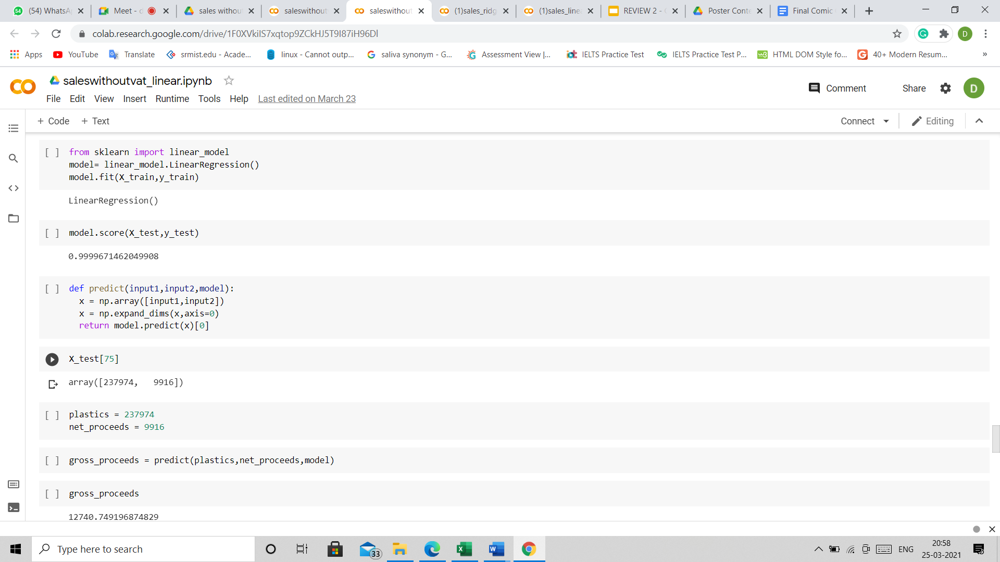 (54) WhatsA
Meet - d
sales withou
saleswithout
saleswithout
(1)sales_ridg
(1)sales_line
REVIEW 2 -
Poster Conte
Final Comic
colab.research.google.com/drive/1F0XVkiIS7xqtop9ZCkHJ5T9I87iH96Dl
Apps
YouTube
Translate
srmist.edu - Acade...
linux - Cannot outp...
saliva synonym - G...
Assessment View |...
IELTS Practice Test
IELTS Practice Test P...
HTML DOM Style fo...
40+ Modern Resum...
»
saleswithoutvat_linear.ipynb
Comment
Share
D
File Edit View Insert Runtime Tools Help Last edited on March 23
+ Code + Text
Connect
Editing
[ ] from sklearn import linear_model
model= linear_model.LinearRegression()
model.fit(X_train,y_train)
LinearRegression()
[ ] model.score(X_test,y_test)
0.9999671462049908
[ ] def predict(input1,input2,model):
x = np.array([input1,input2])
x = np.expand_dims(x,axis=0)
return model.predict(x)[0]
X_test[75]
array([237974,   9916])
[ ] plastics = 237974
net_proceeds = 9916
[ ] gross_proceeds = predict(plastics,net_proceeds,model)
[ ] gross_proceeds
12740.749196874829
Type here to search
33
ENG
20:58
25-03-2021